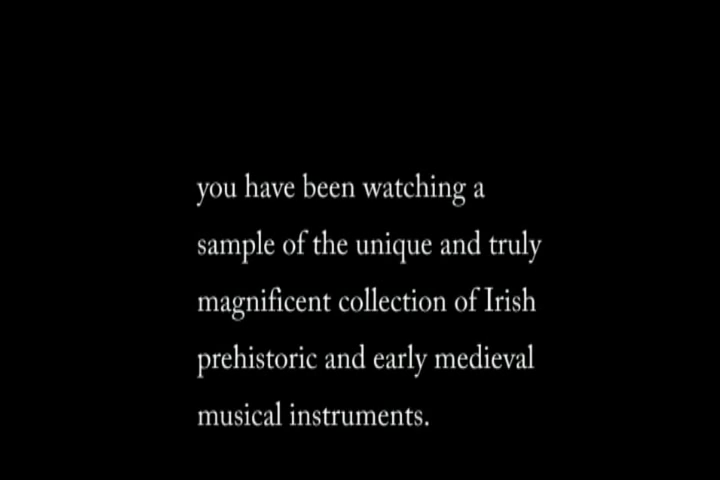 you have been watching a
sample of the unique and truly
magnificent collection of Irish
prehistoric and early medieval
musical instruments.